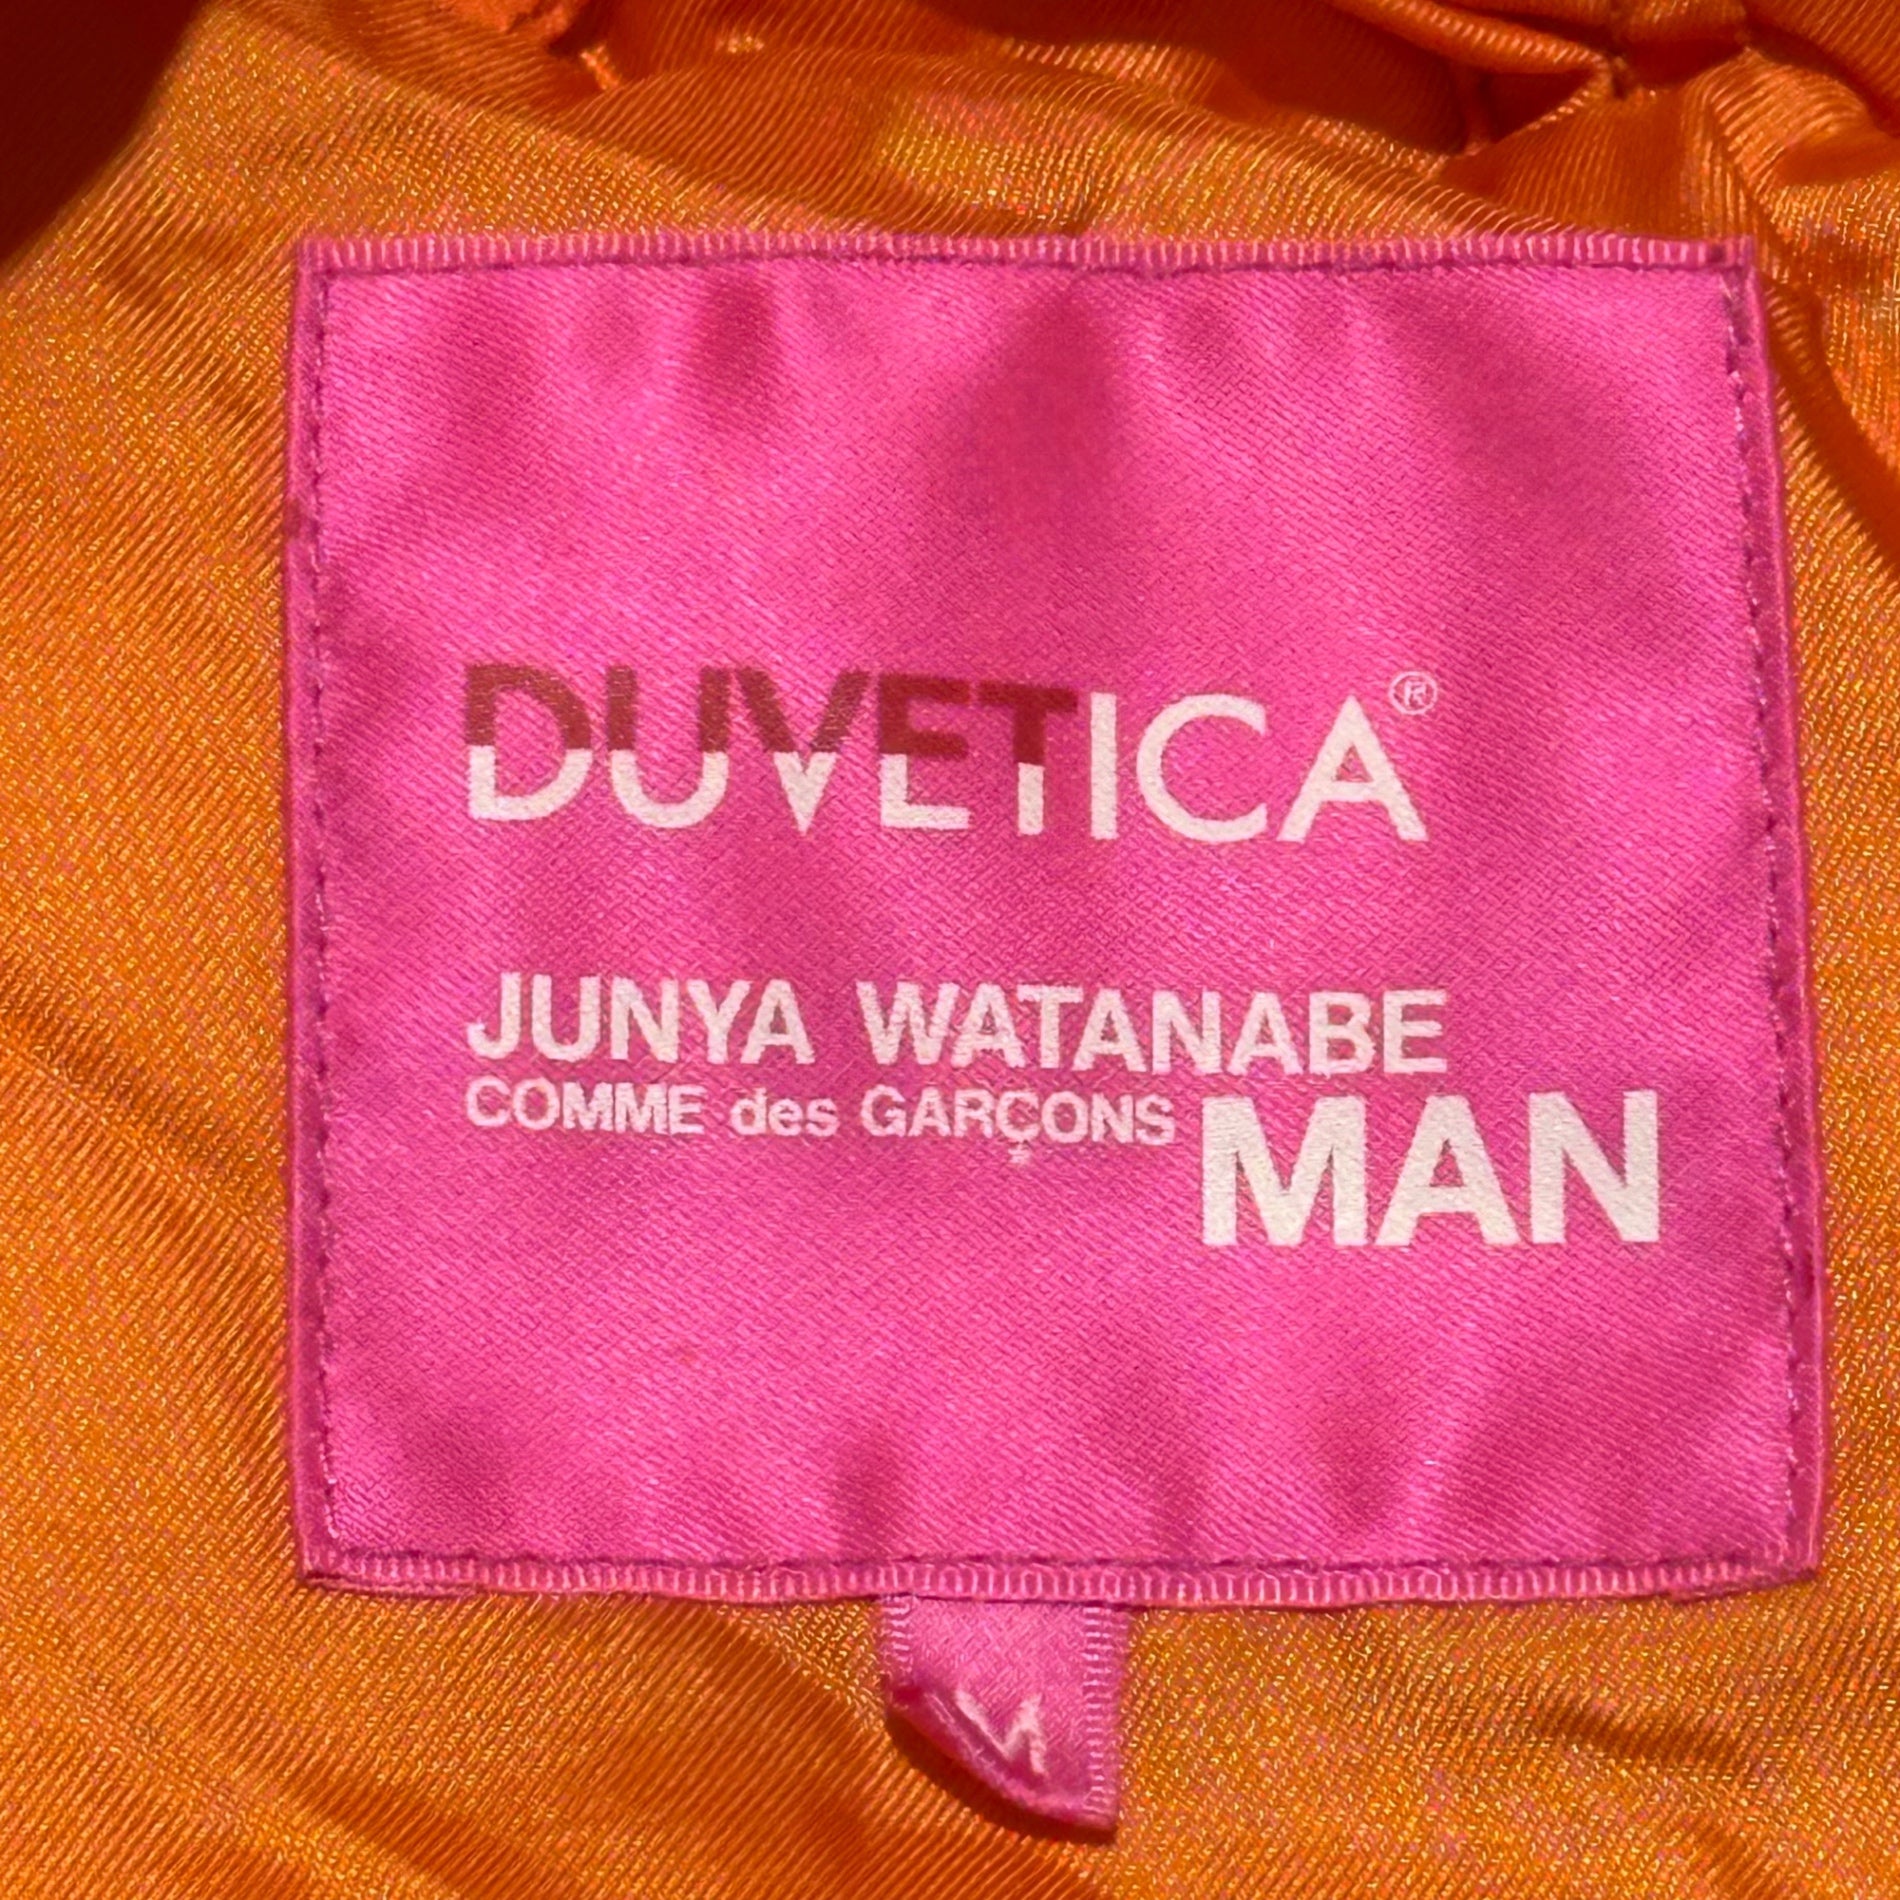 DUVETICA®
JUNYA WATANABE
COMME des GARÇONS MAN
M